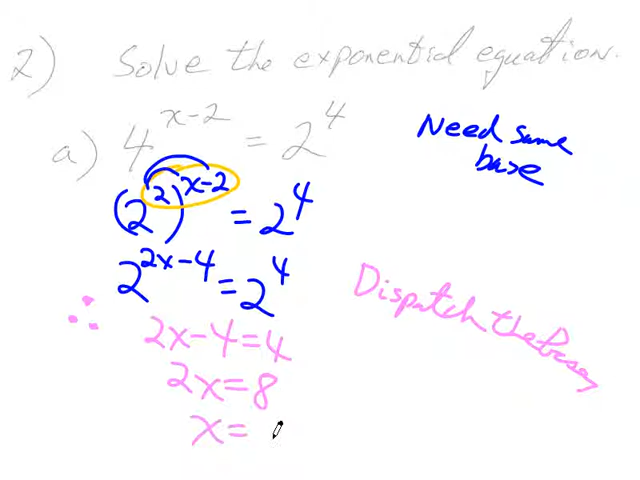 2) Solve the exponential equation.
a) 4^{x-2} = 2^4
Need same
base
(2^2)^{x-2} = 2^4
2^{2x-4} = 2^4
Dispatch the bases
∴ 2x-4=4
2x=8
x=